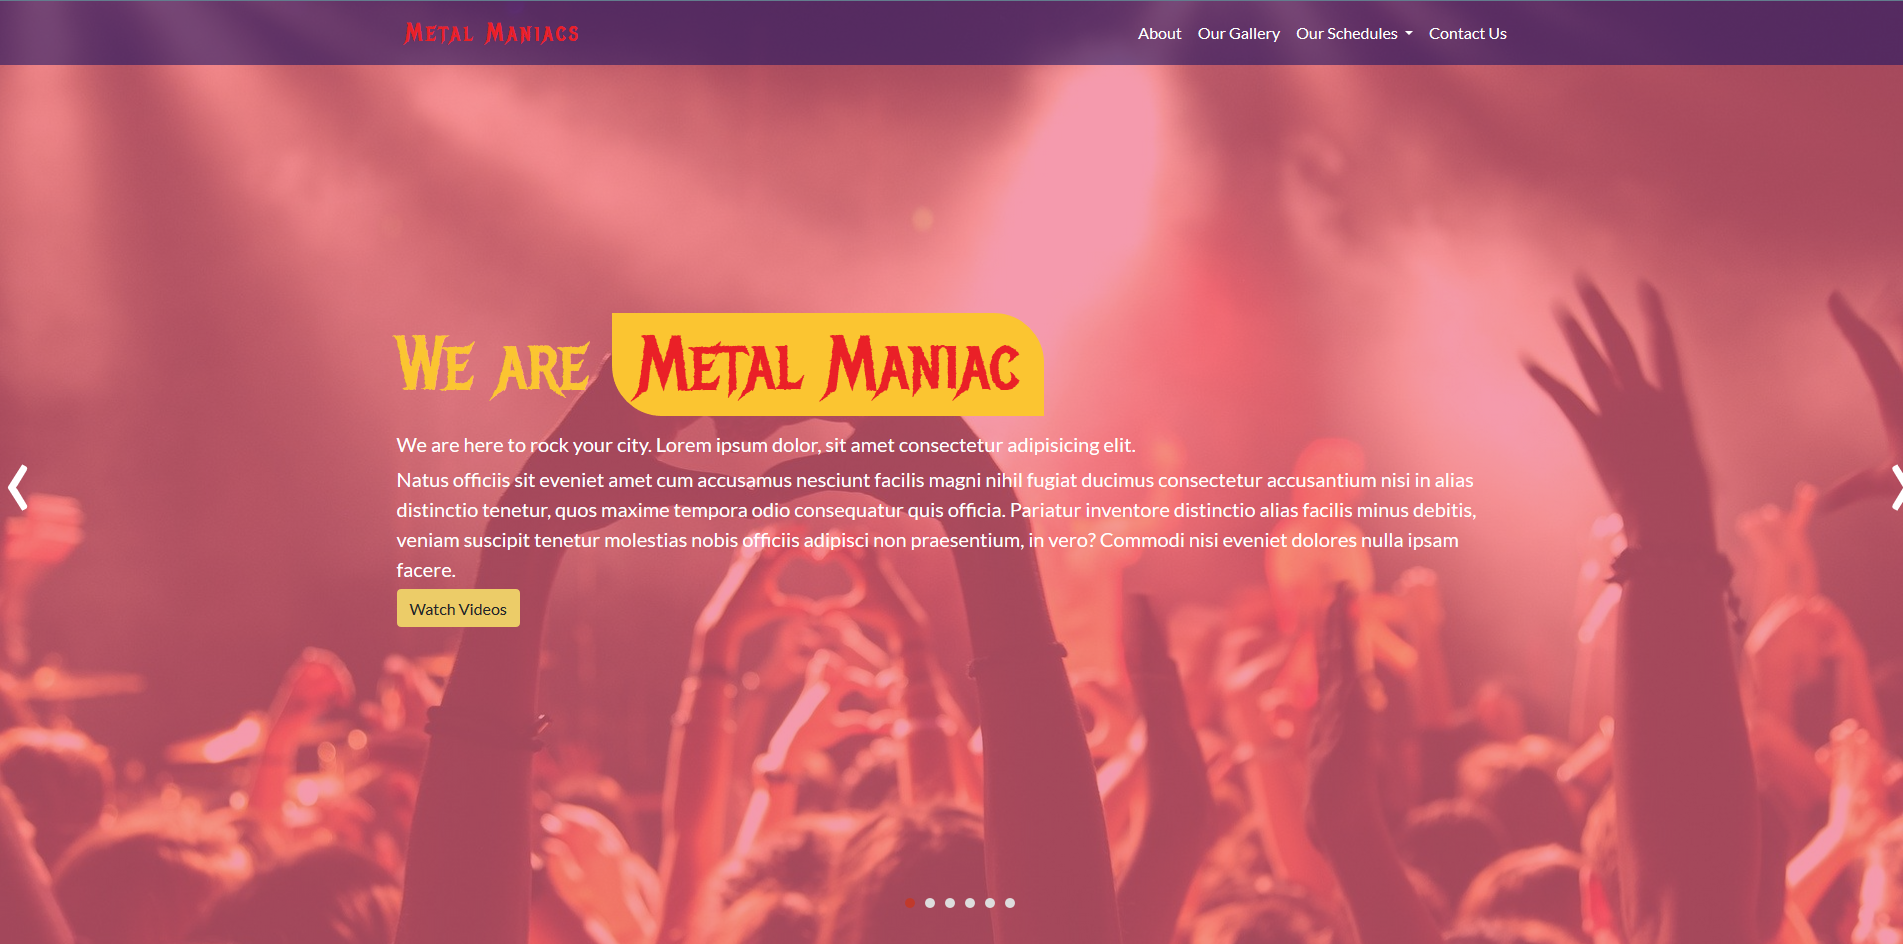 Metal Maniacs
About Our Gallery Our Schedules Contact Us
We are Metal Maniac
We are here to rock your city. Lorem ipsum dolor, sit amet consectetur adipisicing elit.
Natus officiis sit eveniet amet cum accusamus nesciunt facilis magni nihil fugiat ducimus consectetur accusantium nisi in alias
distinctio tenetur, quos maxime tempora odio consequatur quis officia. Pariatur inventore distinctio alias facilis minus debitis,
veniam suscipit tenetur molestias nobis officiis adipisci non praesentium, in vero? Commodi nisi eveniet dolores nulla ipsam
facere.
Watch Videos